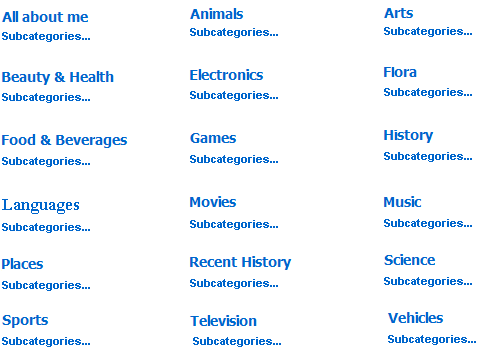 All about me
Subcategories...
Animals
Subcategories...
Arts
Subcategories...
Beauty & Health
Subcategories...
Electronics
Subcategories...
Flora
Subcategories...
Food & Beverages
Subcategories...
Games
Subcategories...
History
Subcategories...
Languages
Subcategories...
Movies
Subcategories...
Music
Subcategories...
Places
Subcategories...
Recent History
Subcategories...
Science
Subcategories...
Sports
Subcategories...
Television
Subcategories...
Vehicles
Subcategories...